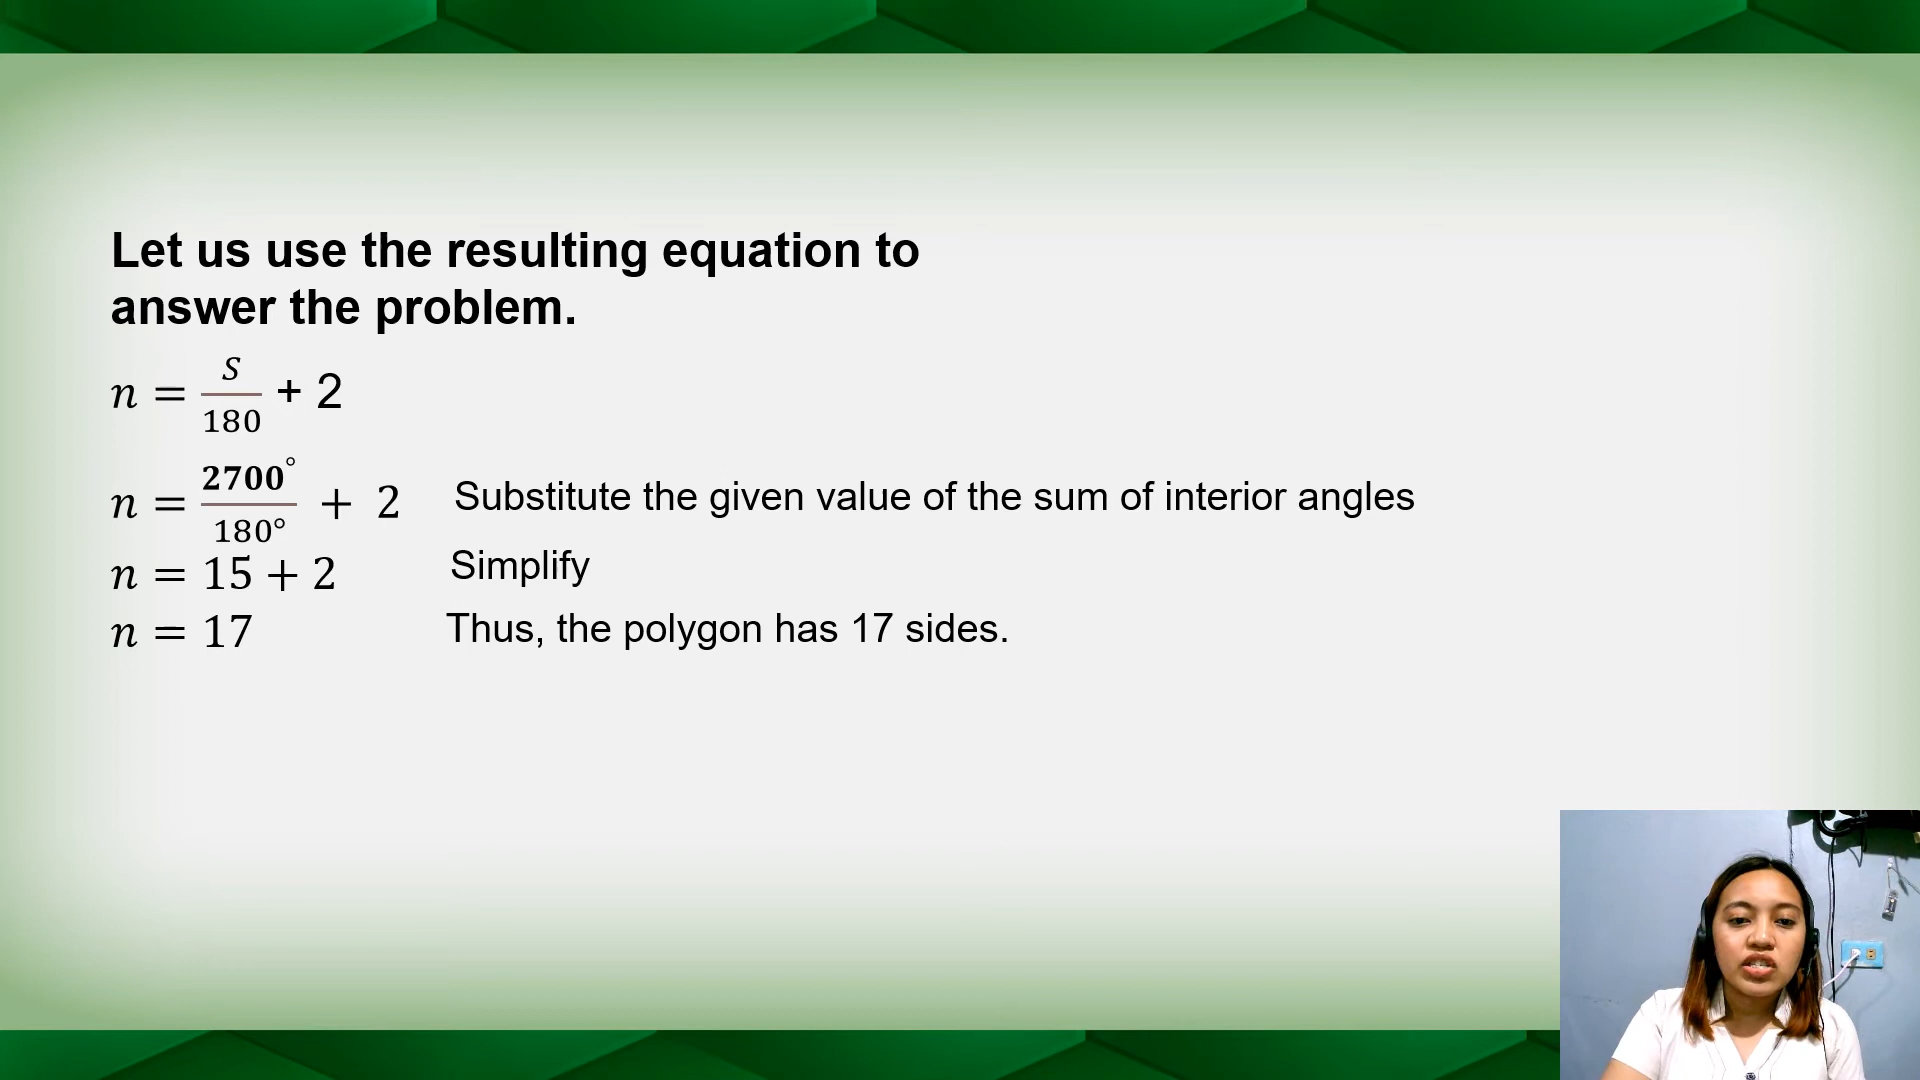 Let us use the resulting equation to
answer the problem.
n = S/180 + 2
n = 2700°/180° + 2 Substitute the given value of the sum of interior angles
n = 15 + 2 Simplify
n = 17 Thus, the polygon has 17 sides.